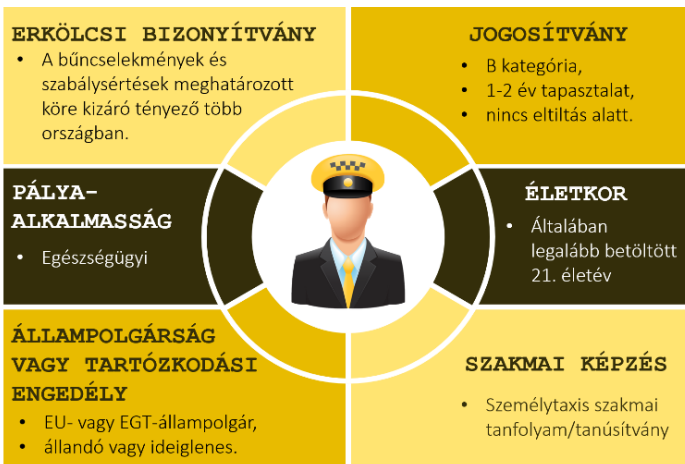 ERKÖLCSI BIZONYÍTVÁNY
• A bűncselekmények és
szabálysértések meghatározott
köre kizáró tényező több
országban.
JOGOSÍTVÁNY
• B kategória,
• 1-2 év tapasztalat,
• nincs eltiltás alatt.
PÁLYA-
ALKALMASSÁG
• Egészségügyi
ÉLETKOR
• Általában
legalább betöltött
21. életév
ÁLLAMPOLGÁRSÁG
VAGY TARTÓZKODÁSI
ENGEDÉLY
• EU- vagy EGT-állampolgár,
• állandó vagy ideiglenes.
SZAKMAI KÉPZÉS
• Személytaxis szakmai
tanfolyam/tanúsítvány